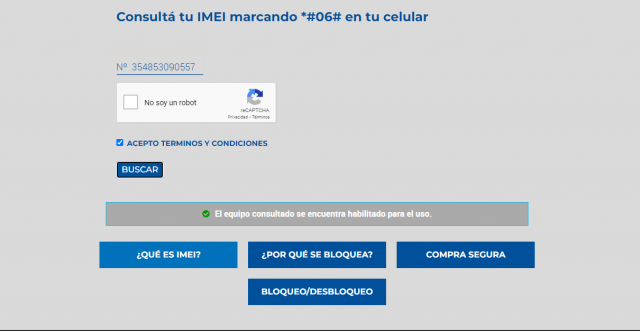 Consultá tu IMEI marcando *#06# en tu celular
Nº 354853090557
No soy un robot
reCAPTCHA
Privacidad - Términos
ACEPTO TERMINOS Y CONDICIONES
BUSCAR
El equipo consultado se encuentra habilitado para el uso.
¿QUÉ ES IMEI?
¿POR QUÉ SE BLOQUEA?
COMPRA SEGURA
BLOQUEO/DESBLOQUEO